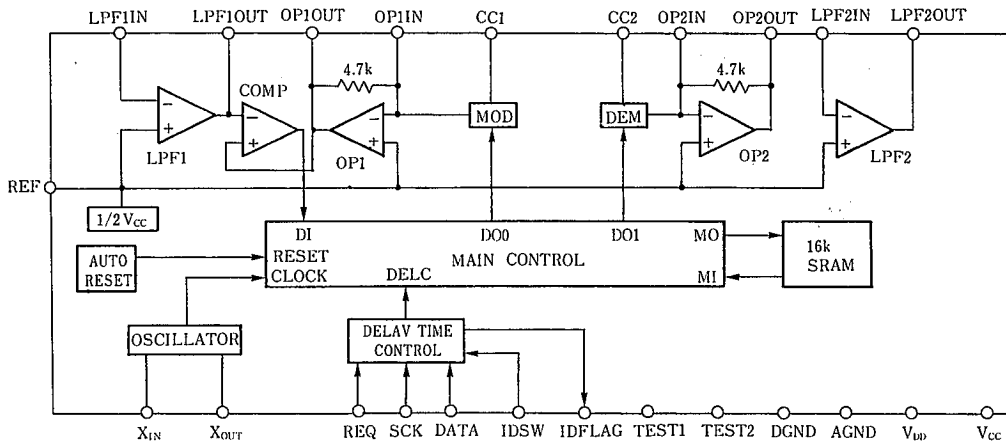 LPF1IN LPF1OUT OP1OUT OP1IN CC1 CC2 OP2IN OP2OUT LPF2IN LPF2OUT
4.7k 4.7k
COMP
MOD DEM
LPF1 OP1 OP2 LPF2
REF
1/2 VCC
DI DO0 DO1 MO
RESET
MAIN CONTROL
CLOCK DELC MI
AUTO
RESET
16k
SRAM
OSCILLATOR
DELAV TIME
CONTROL
XIN XOUT REQ SCK DATA IDSW IDFLAG TEST1 TEST2 DGND AGND VDD VCC